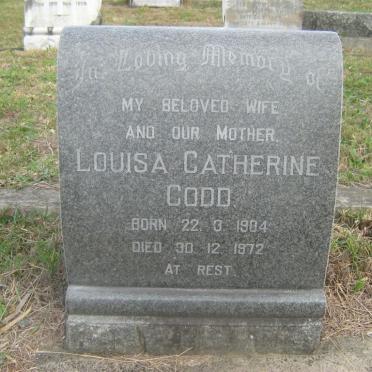 In Loving Memory of
MY BELOVED WIFE
AND OUR MOTHER,
LOUISA CATHERINE
CODD.
BORN 22. 3. 1904
DIED 30. 12. 1972
AT REST.